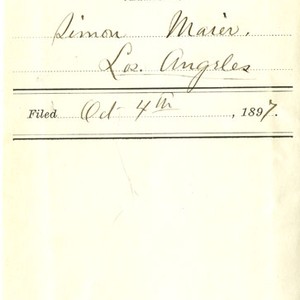 Simon Maier.
Los Angeles
Filed Oct 4th, 1897.